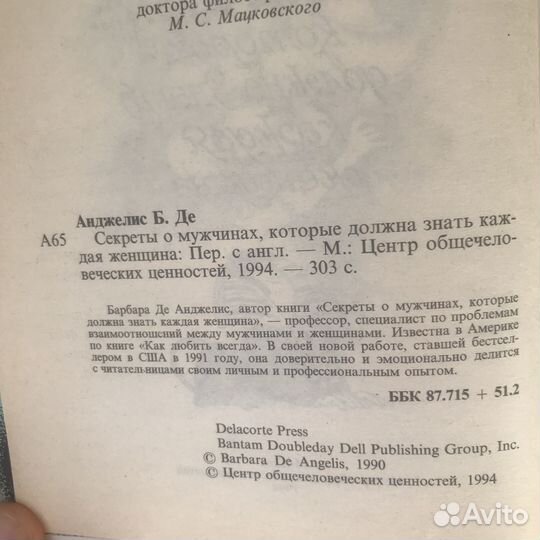 доктора
М. С. Мацковского
Анджелис Б. Де
А65 Секреты о мужчинах, которые должна знать каж-
дая женщина: Пер. с англ. — М.: Центр общечело-
веческих ценностей, 1994. — 303 с.
Барбара Де Анджелис, автор книги «Секреты о мужчинах, которые
должна знать каждая женщина», — профессор, специалист по проблемам
взаимоотношений между мужчинами и женщинами. Известна в Америке
по книге «Как любить всегда». В своей новой работе, ставшей бестсел-
лером в США в 1991 году, она доверительно и эмоционально делится
с читательницами своим личным и профессиональным опытом.
ББК 87.715 + 51.2
Delacorte Press
Bantam Doubleday Dell Publishing Group, Inc.
© Barbara De Angelis, 1990
© Центр общечеловеческих ценностей, 1994
Avito